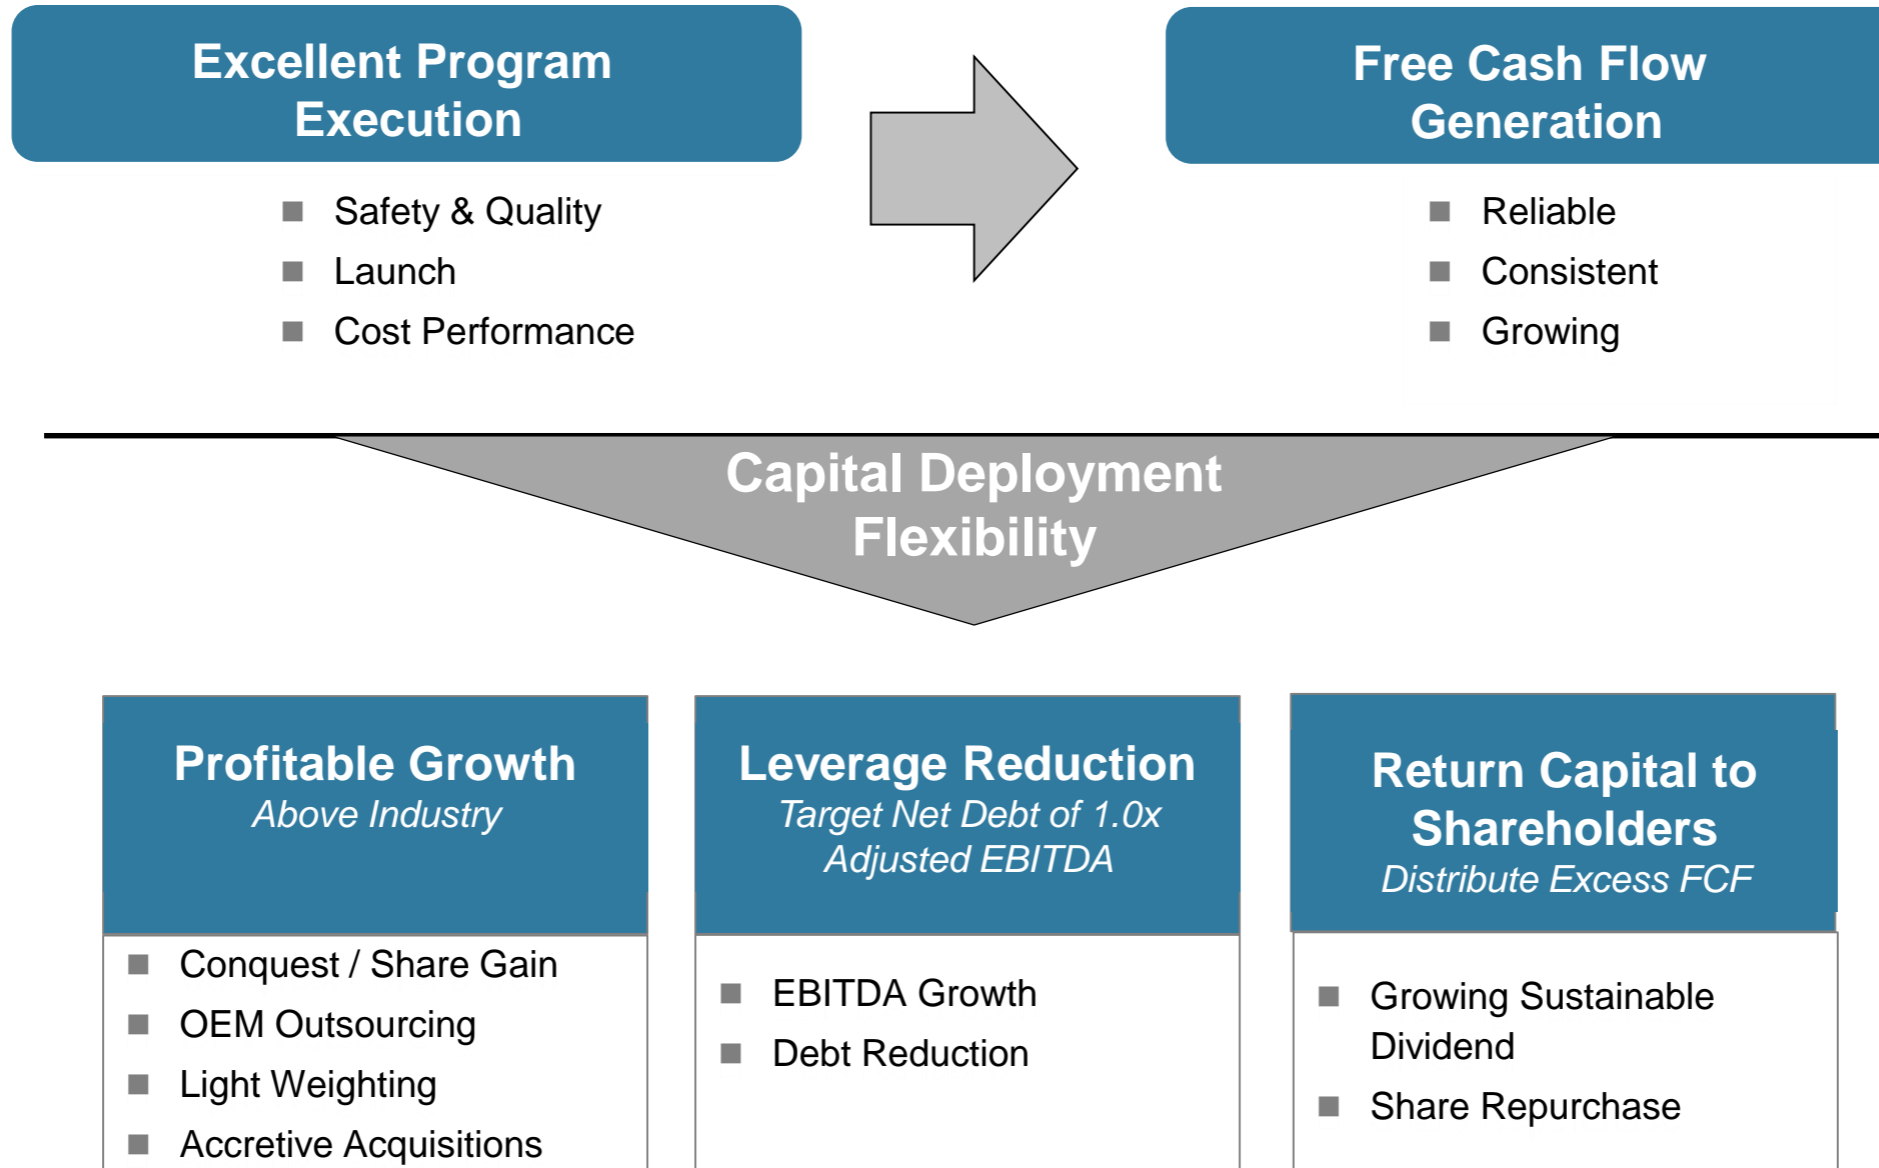 Excellent Program
Execution
Free Cash Flow
Generation
Safety & Quality
Launch
Cost Performance
Reliable
Consistent
Growing
Capital Deployment
Flexibility
Profitable Growth
Above Industry
Conquest / Share Gain
OEM Outsourcing
Light Weighting
Accretive Acquisitions
Leverage Reduction
Target Net Debt of 1.0x
Adjusted EBITDA
EBITDA Growth
Debt Reduction
Return Capital to
Shareholders
Distribute Excess FCF
Growing Sustainable
Dividend
Share Repurchase